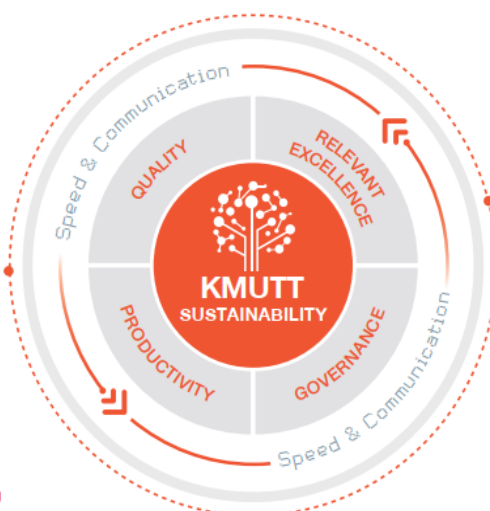 Speed & Communication
QUALITY
RELEVANT
EXCELLENCE
KMUTT
SUSTAINABILITY
PRODUCTIVITY
GOVERNANCE
Speed & Communication